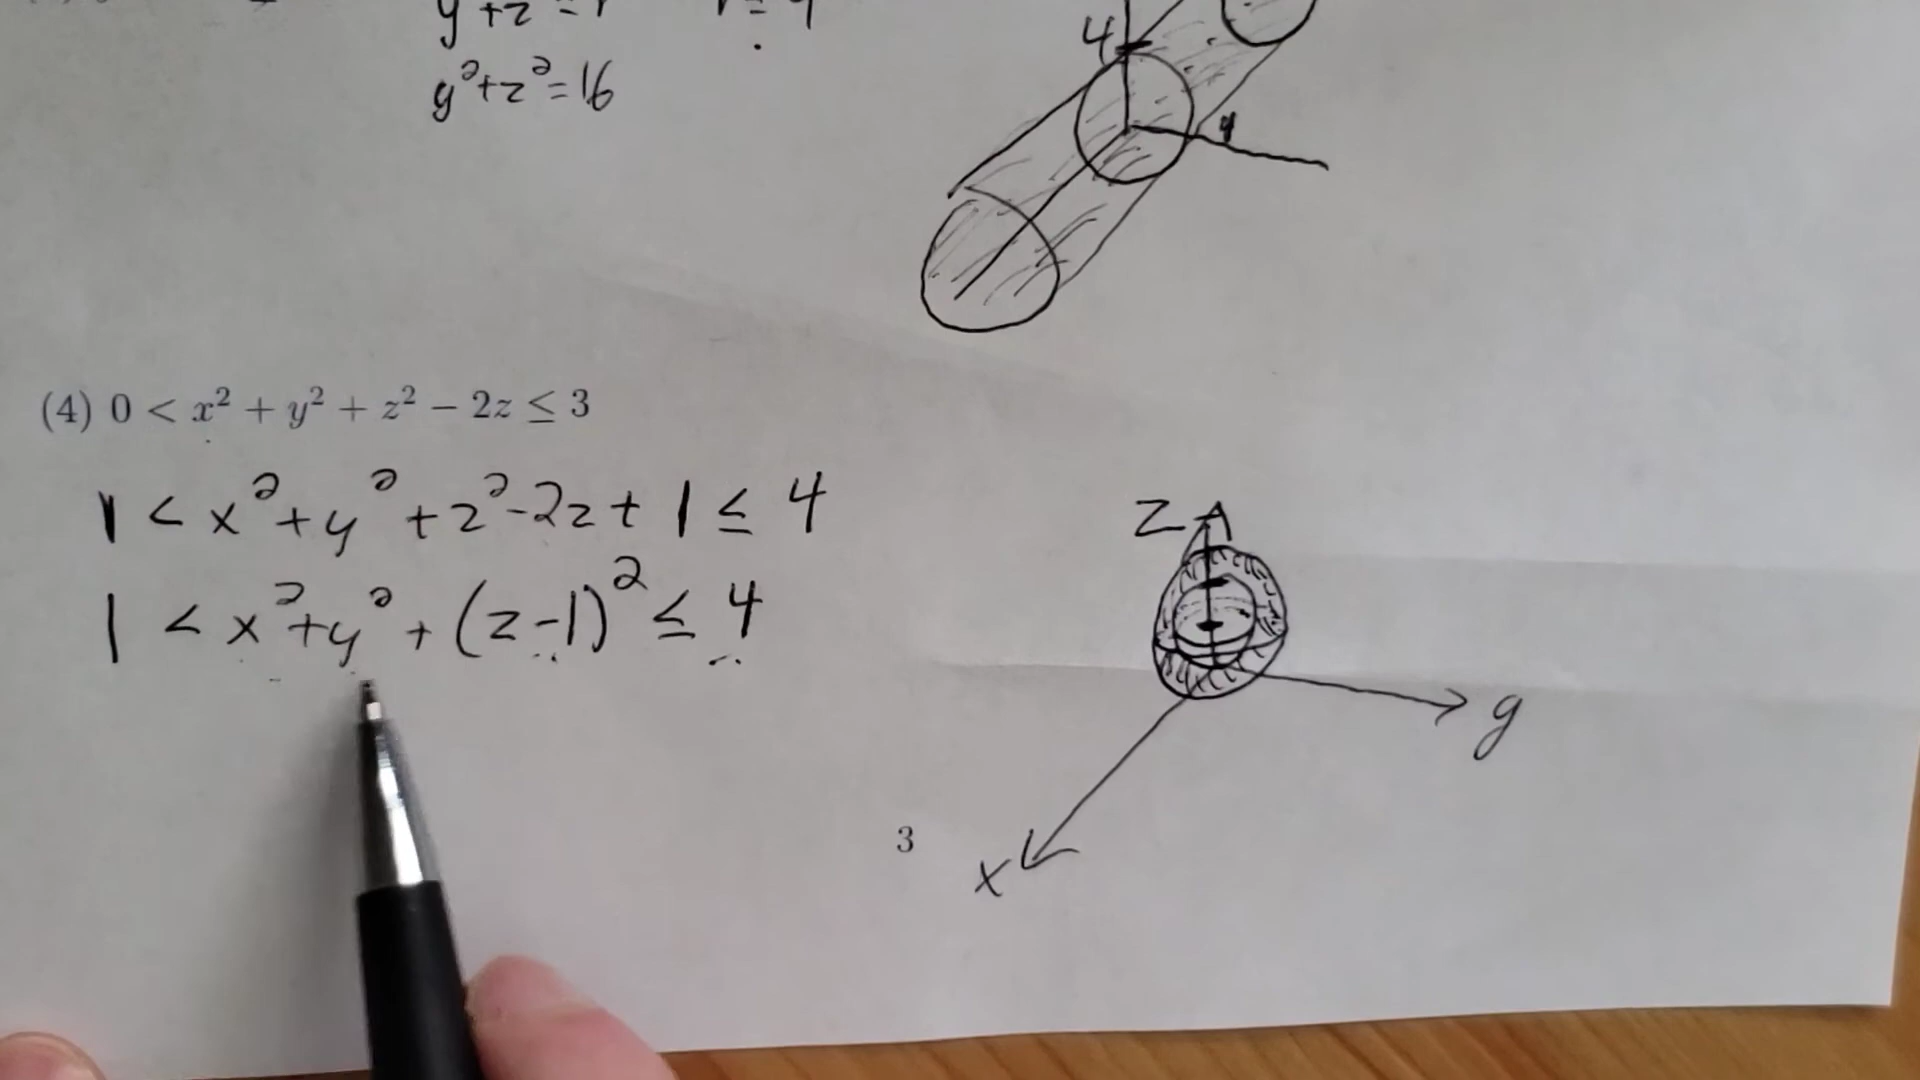 y²+z²=16
4
4
(4) 0 < x² + y² + z² − 2z ≤ 3
1 < x²+y²+z²-2z+1 ≤ 4
1 < x²+y²+(z-1)² ≤ 4
z
y
x
3